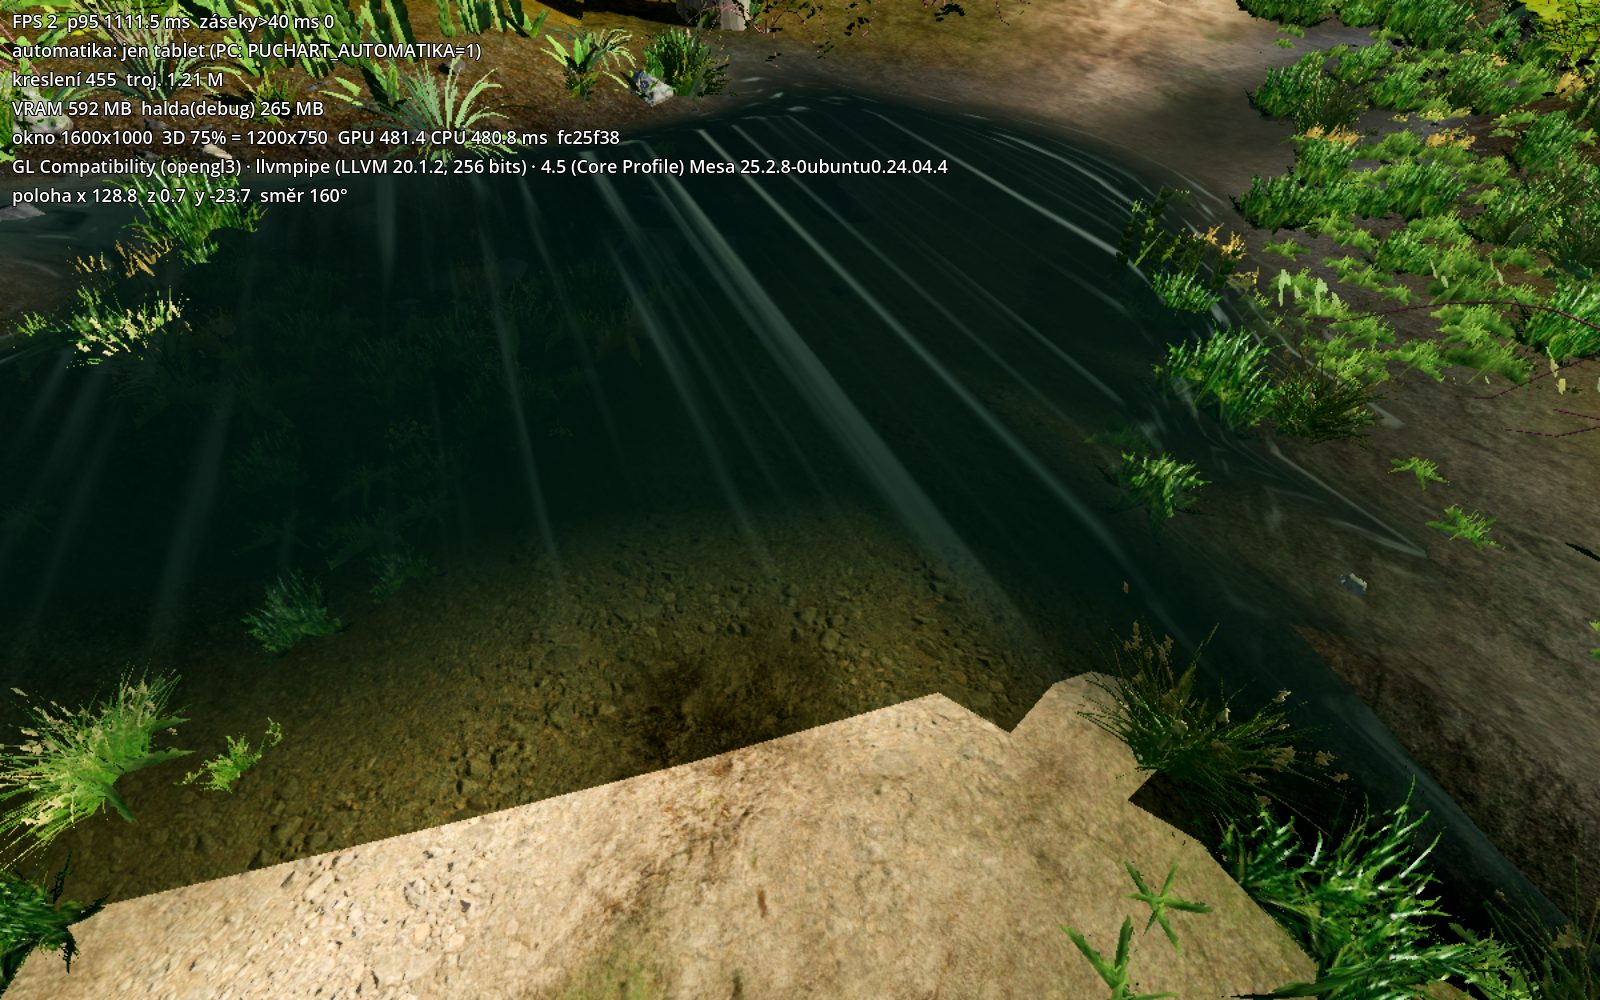 FPS 2  p95 1111.5 ms  záseky>40 ms 0
automatika: jen tablet (PC: PUCHART_AUTOMATIKA=1)
kreslení 455  troj. 1.21 M
VRAM 592 MB  halda(debug) 265 MB
okno 1600x1000  3D 75% = 1200x750  GPU 481.4 CPU 480.8 ms  fc25f38
GL Compatibility (opengl3) · llvmpipe (LLVM 20.1.2, 256 bits) · 4.5 (Core Profile) Mesa 25.2.8-0ubuntu0.24.04.4
poloha x 128.8  z 0.7  y -23.7  směr 160°